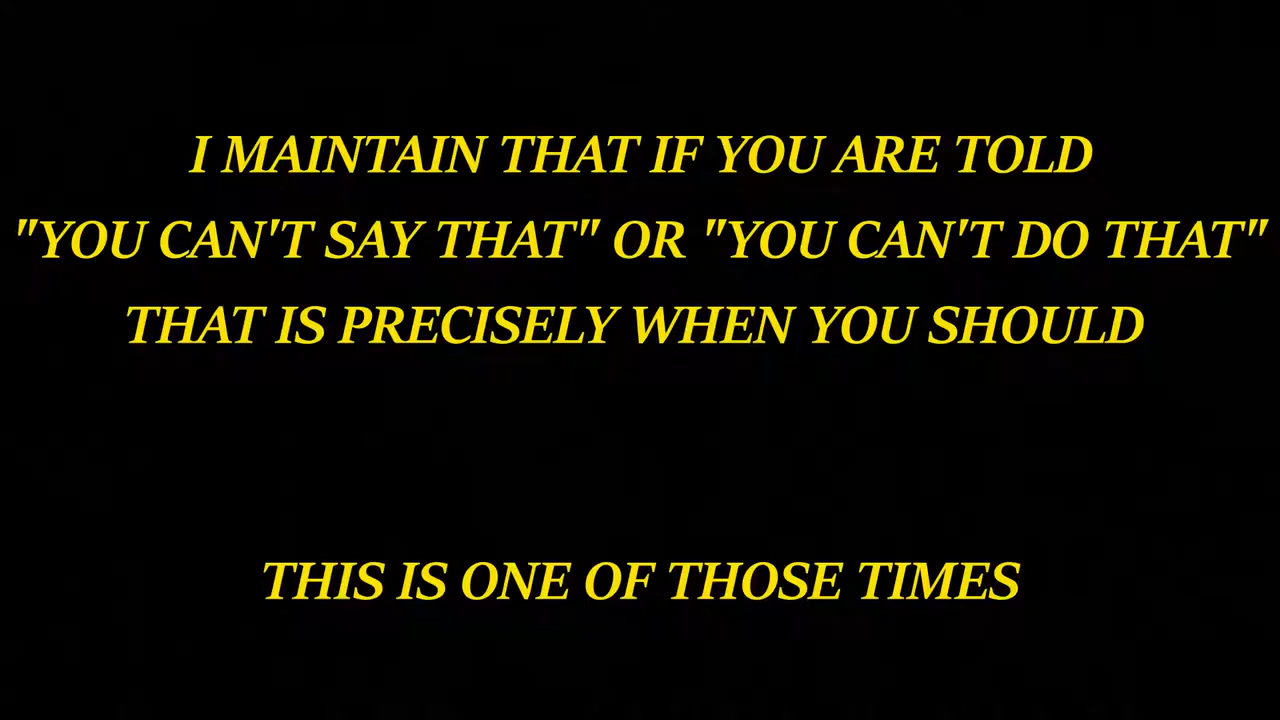 I MAINTAIN THAT IF YOU ARE TOLD
"YOU CAN'T SAY THAT" OR "YOU CAN'T DO THAT"
THAT IS PRECISELY WHEN YOU SHOULD
THIS IS ONE OF THOSE TIMES